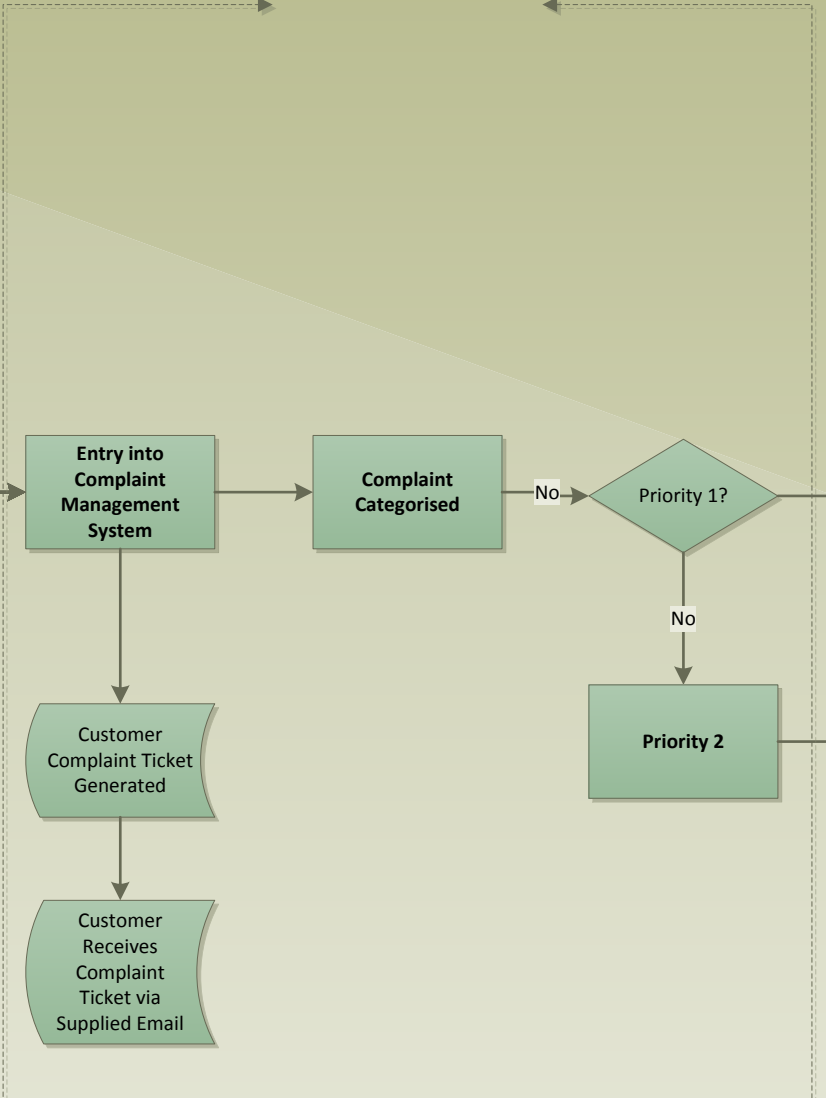 Entry into
Complaint
Management
System
Complaint
Categorised
No
Priority 1?
No
Priority 2
Customer
Complaint Ticket
Generated
Customer
Receives
Complaint
Ticket via
Supplied Email